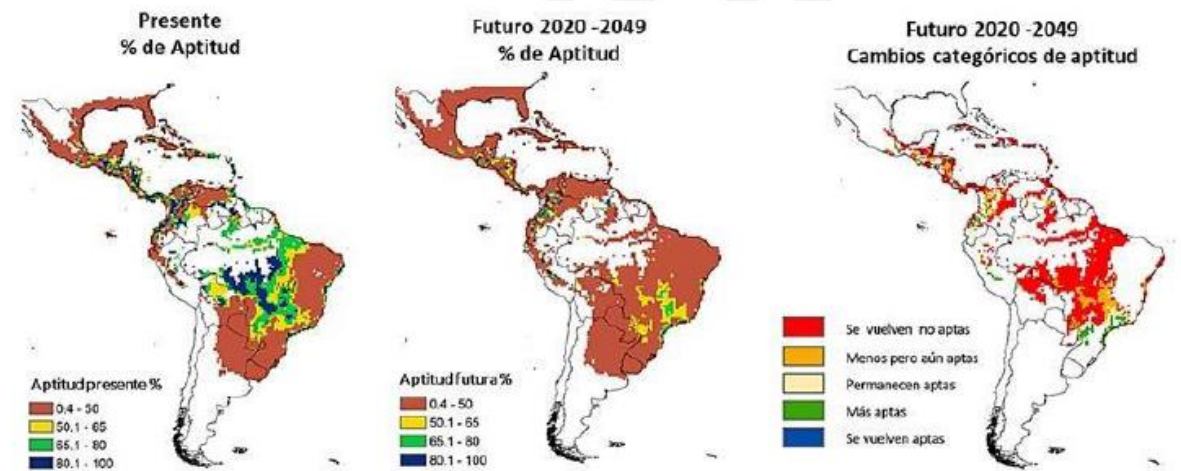 Presente
% de Aptitud
Futuro 2020 -2049
% de Aptitud
Futuro 2020 -2049
Cambios categóricos de aptitud
Aptitud presente %
0.4 - 50
50.1 - 65
65.1 - 80
80.1 - 100
Aptitud futura %
0.4 - 50
50.1 - 65
65.1 - 80
80.1 - 100
Se vuelven no aptas
Menos pero aún aptas
Permanecen aptas
Más aptas
Se vuelven aptas